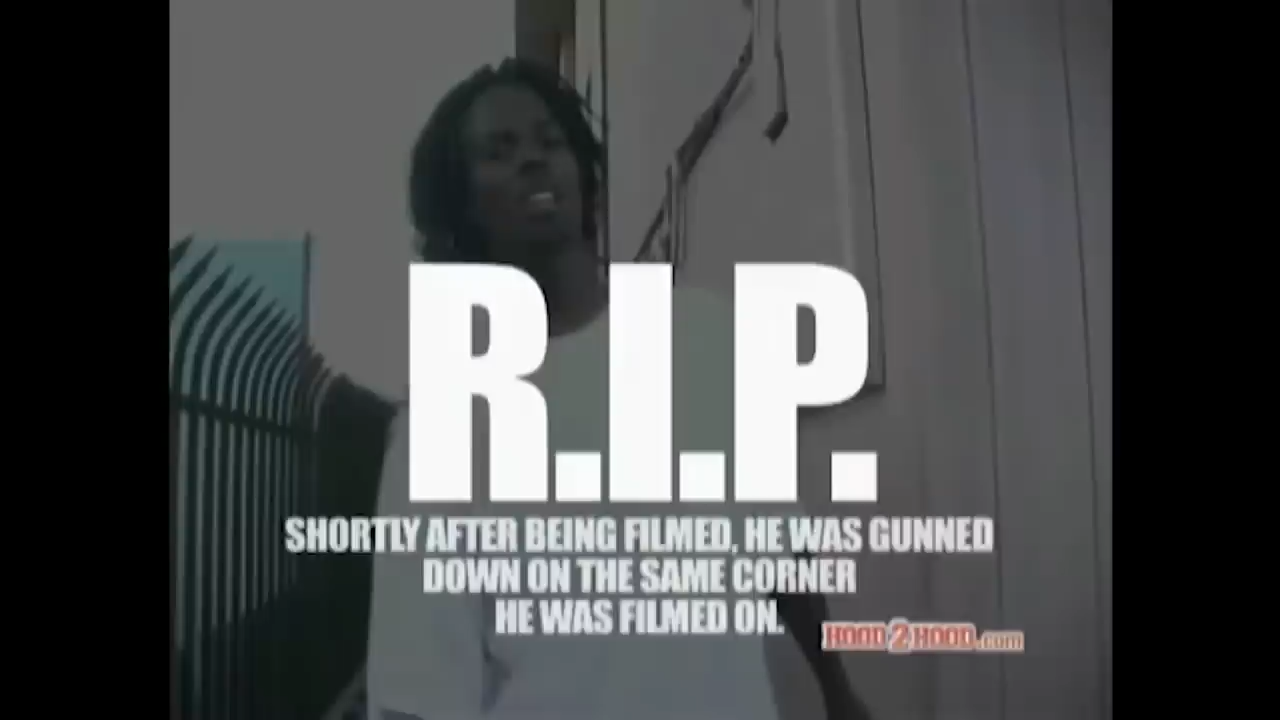 R.I.P.
SHORTLY AFTER BEING FILMED, HE WAS GUNNED
DOWN ON THE SAME CORNER
HE WAS FILMED ON.
HOOD2HOOD.com